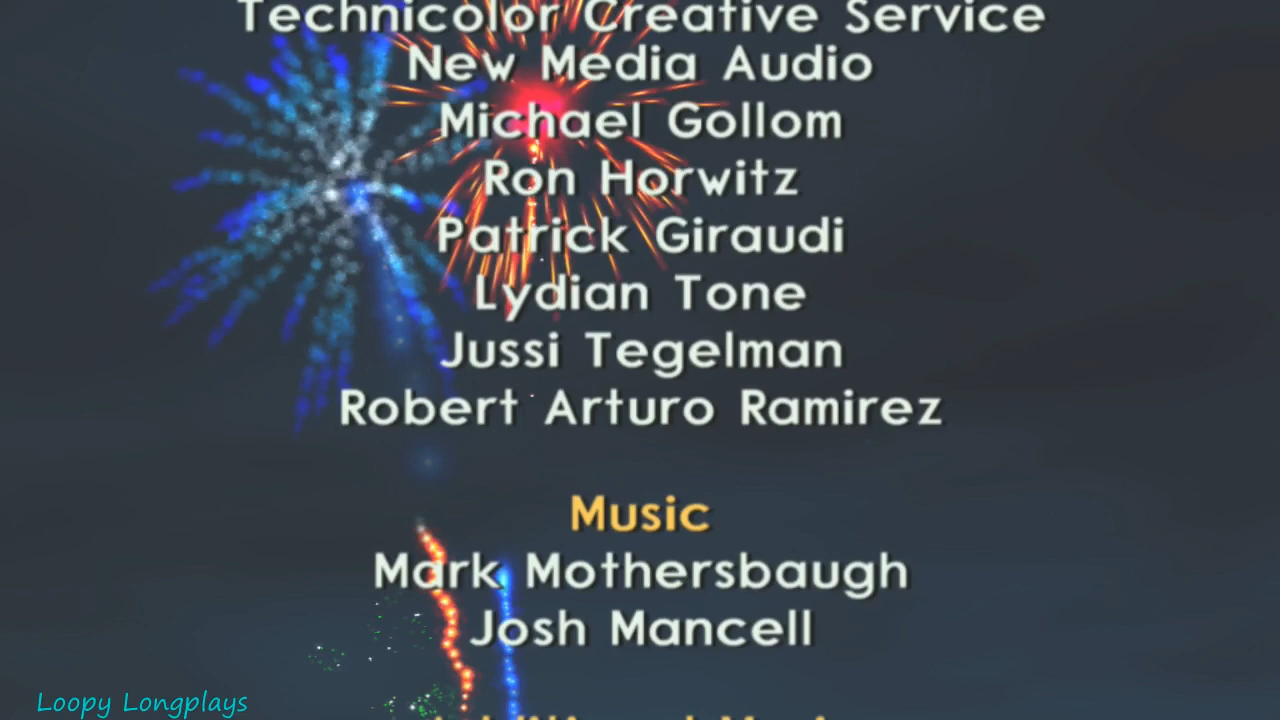 Technicolor Creative Service
New Media Audio
Michael Gollom
Ron Horwitz
Patrick Giraudi
Lydian Tone
Jussi Tegelman
Robert Arturo Ramirez
Music
Mark Mothersbaugh
Josh Mancell
Loopy Longplays